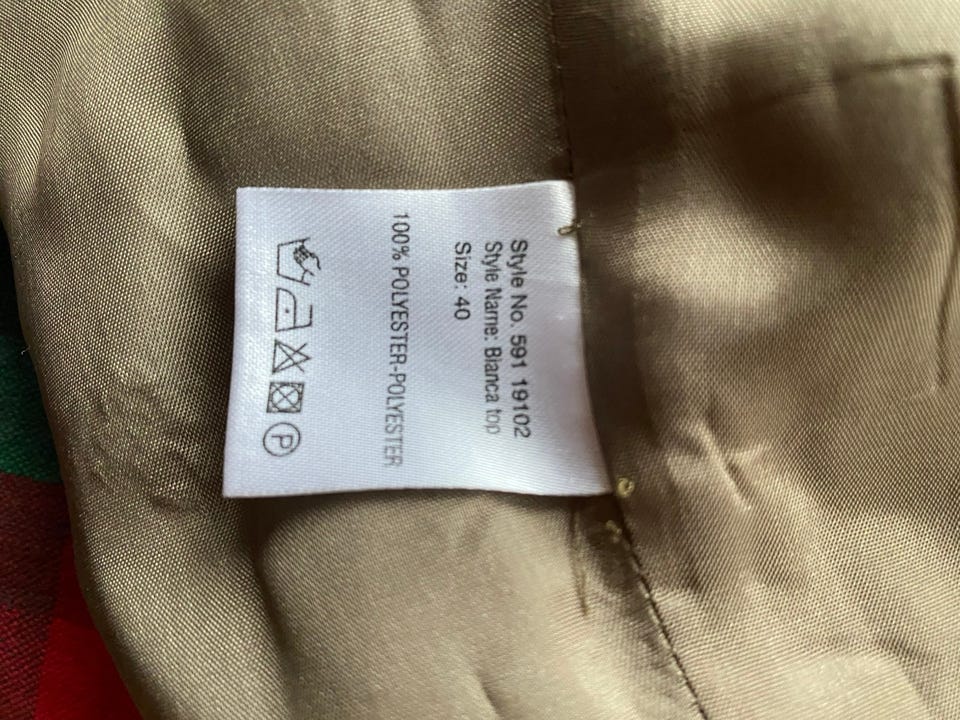 Style No. 591 19102
Style Name: Bianca top
Size: 40
100% POLYESTER-POLYESTER
P